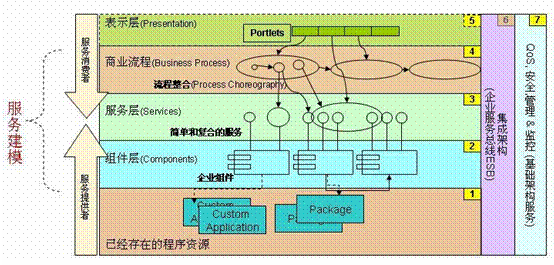 表示层(Presentation)
Portlets
5
商业流程(Business Process)
4
流程整合(Process Choreography)
服务层(Services)
3
简单和复合的服务
组件层(Components)
2
企业组件
1
Custom
Custom
Application
Package
已经存在的程序资源
服务建模
服务消费者
服务提供者
6
集成架构
(企业服务总线ESB)
7
QOS, 安全, 管理 & 监控 (基础架构服务)